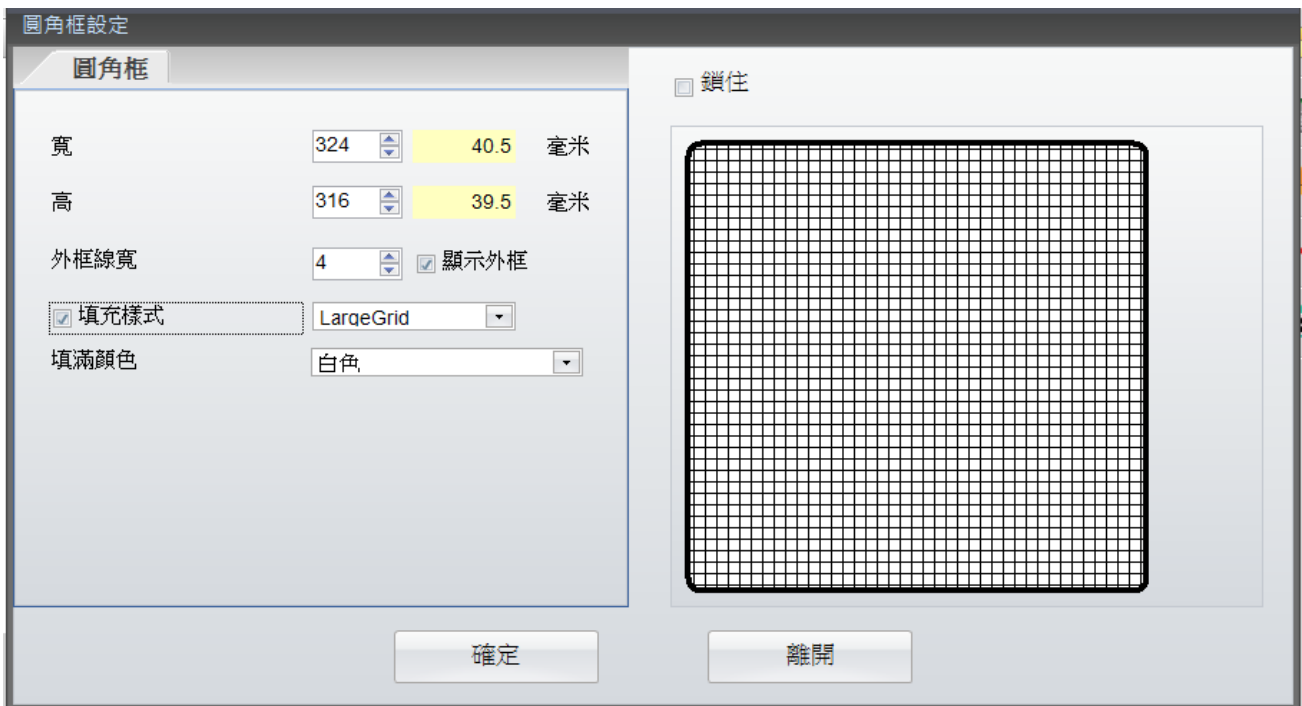 圓角框設定
圓角框
鎖住
寬 324 40.5 毫米
高 316 39.5 毫米
外框線寬 4 顯示外框
填充樣式 LargeGrid
填滿顏色 白色
確定 離開